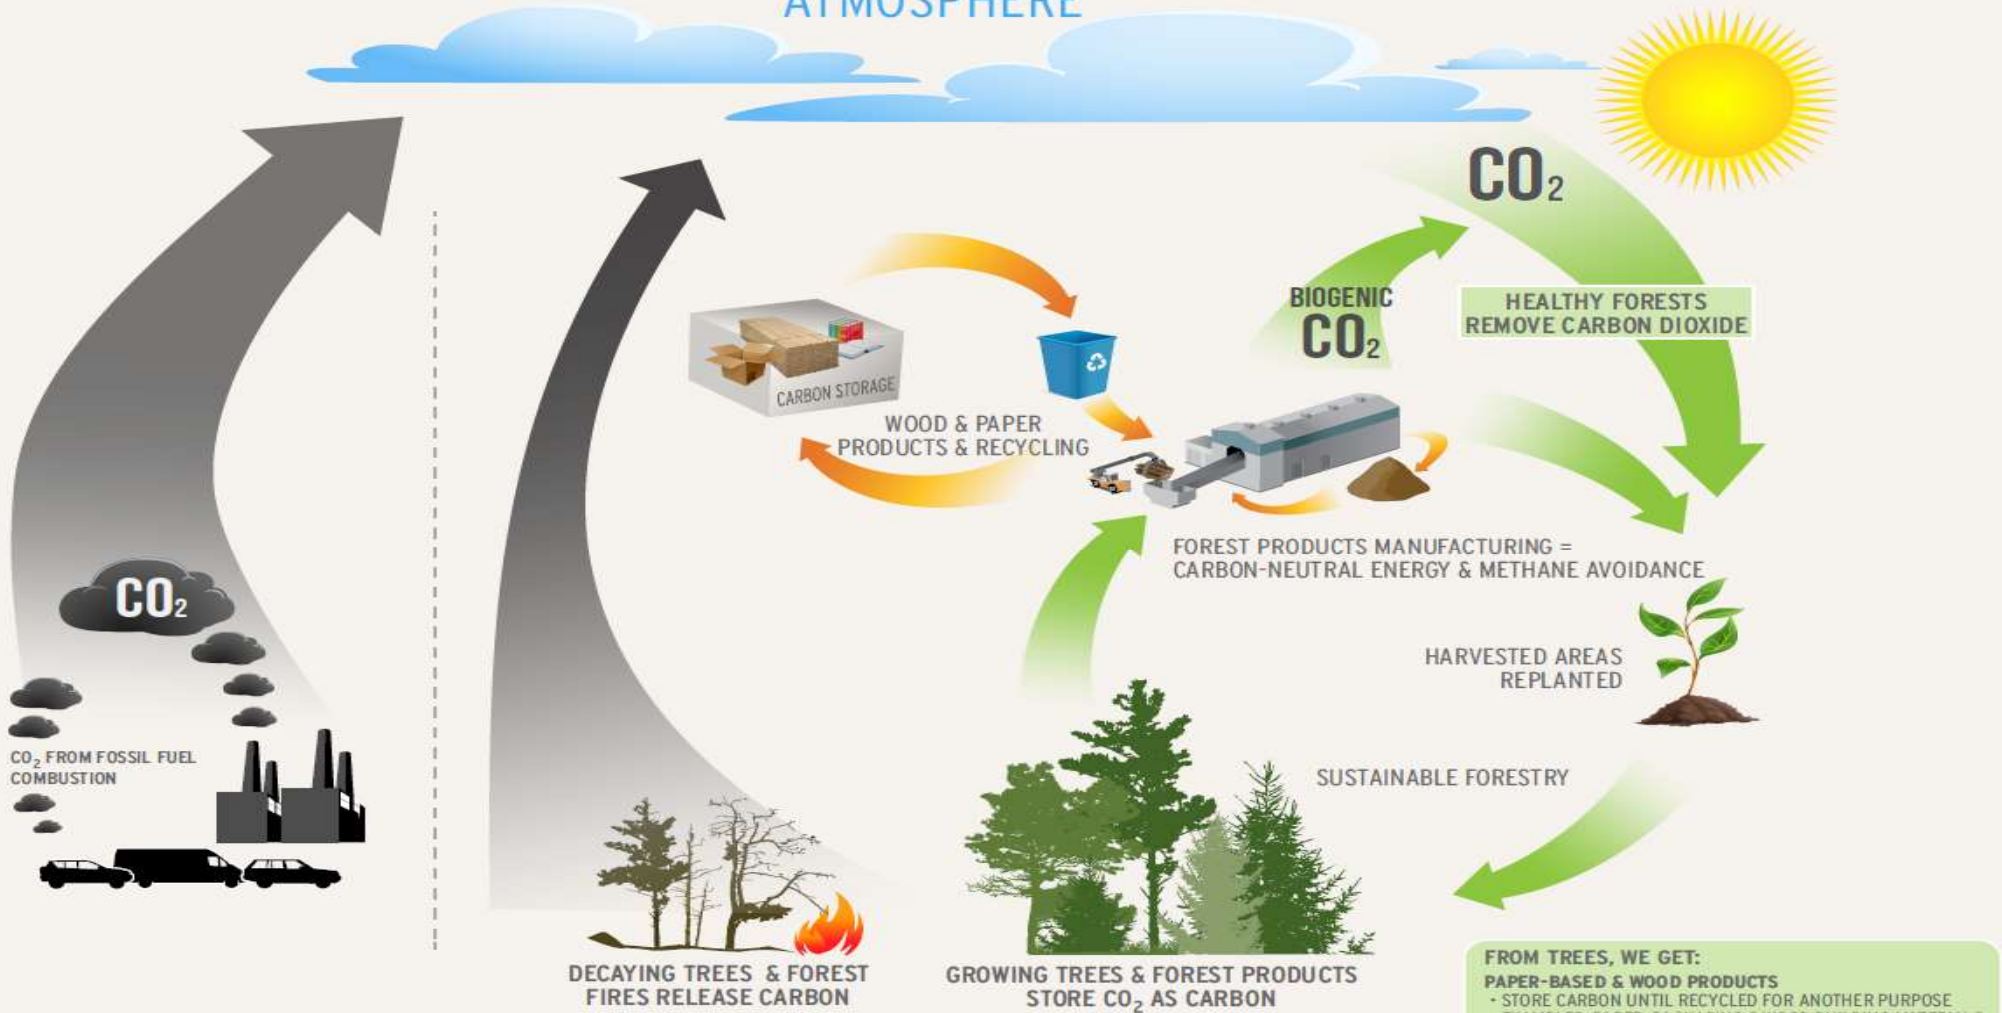 ATMOSPHERE
CO2
BIOGENIC
CO2
HEALTHY FORESTS
REMOVE CARBON DIOXIDE
CARBON STORAGE
WOOD & PAPER
PRODUCTS & RECYCLING
FOREST PRODUCTS MANUFACTURING =
CARBON-NEUTRAL ENERGY & METHANE AVOIDANCE
CO2
HARVESTED AREAS
REPLANTED
CO2 FROM FOSSIL FUEL
COMBUSTION
SUSTAINABLE FORESTRY
DECAYING TREES & FOREST
FIRES RELEASE CARBON
GROWING TREES & FOREST PRODUCTS
STORE CO2 AS CARBON
FROM TREES, WE GET:
PAPER-BASED & WOOD PRODUCTS
• STORE CARBON UNTIL RECYCLED FOR ANOTHER PURPOSE